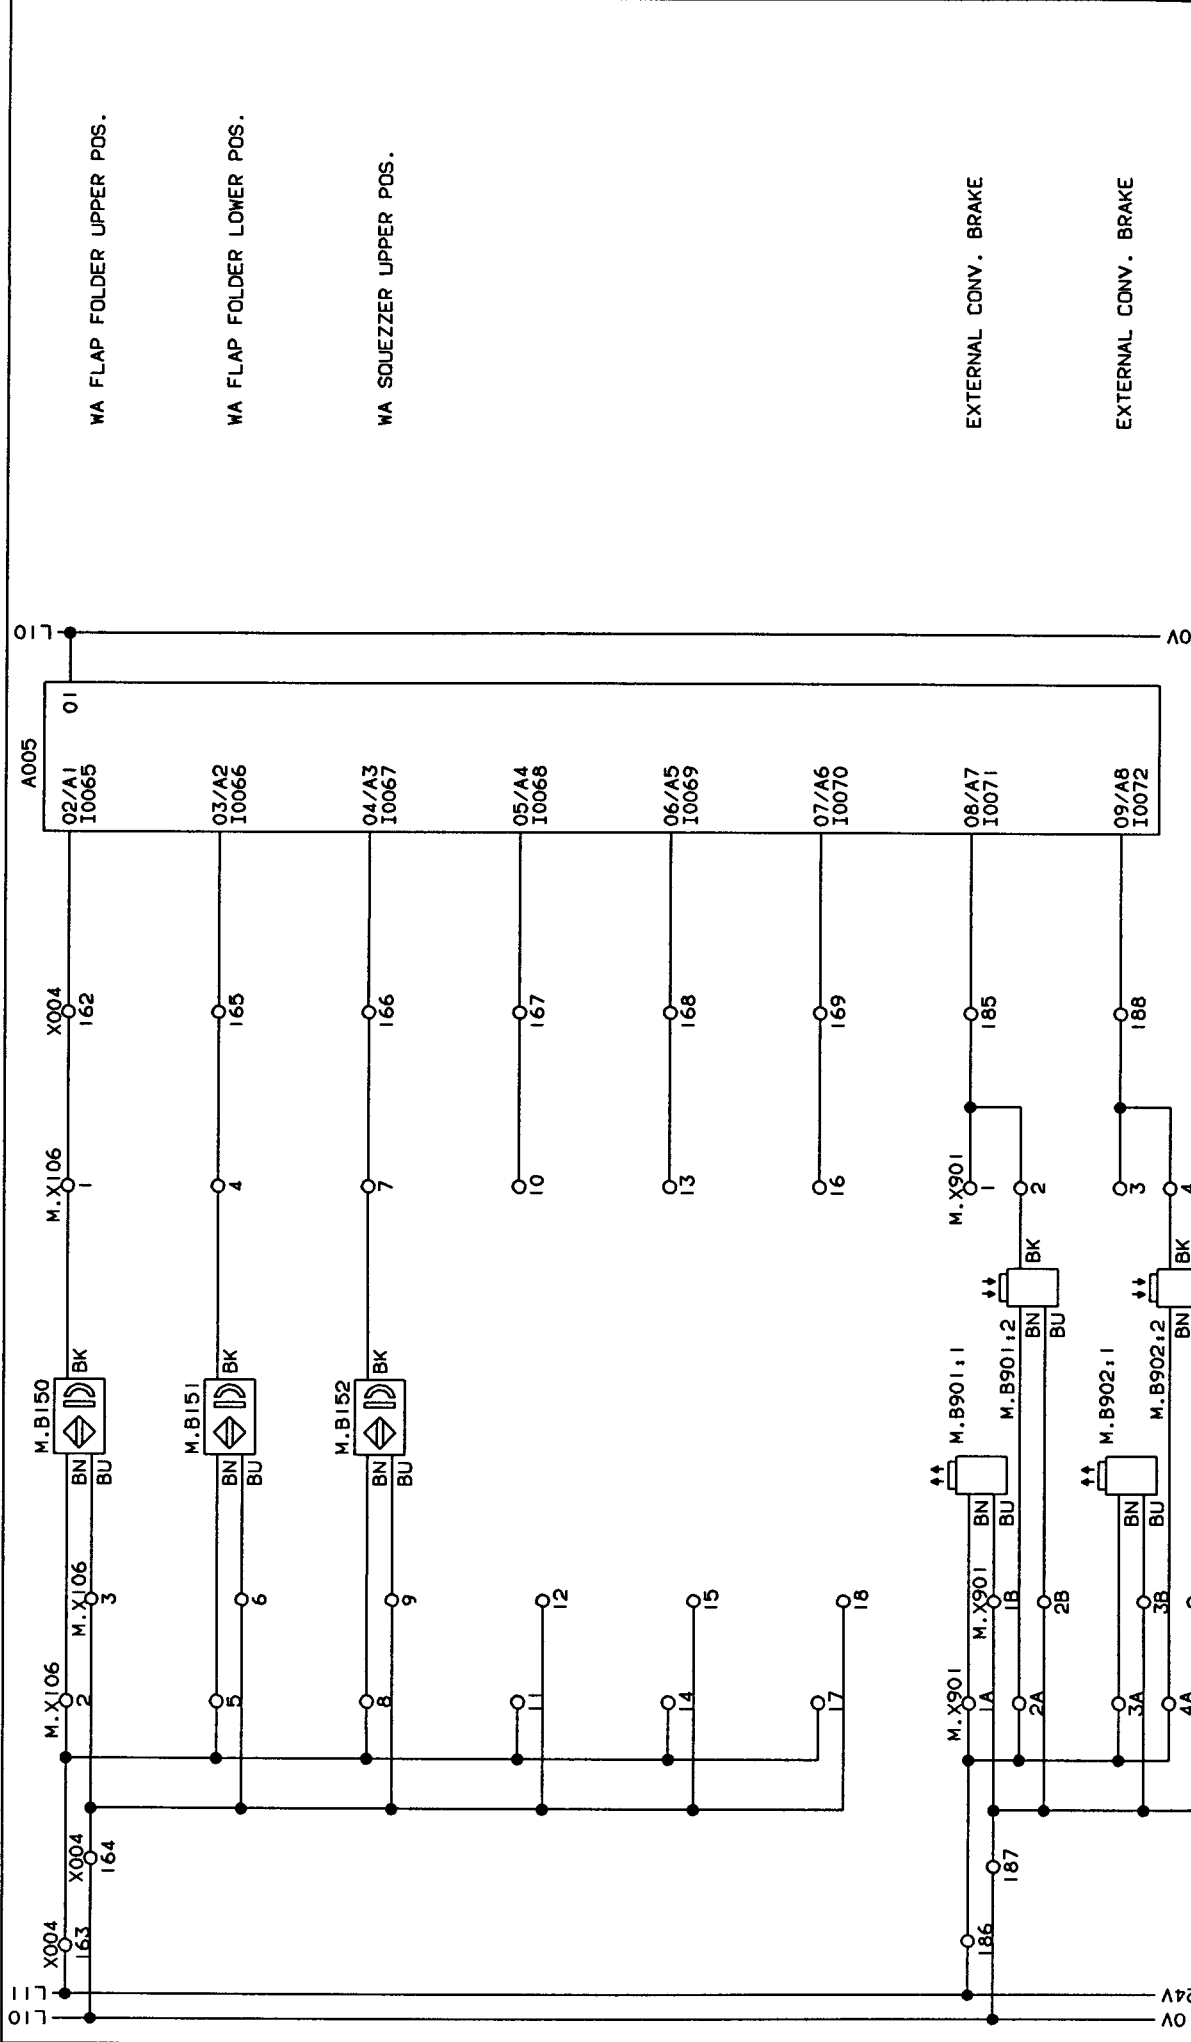 WA FLAP FOLDER UPPER POS.
WA FLAP FOLDER LOWER POS.
WA SQUEZZER UPPER POS.
EXTERNAL CONV. BRAKE
EXTERNAL CONV. BRAKE
L10
0V
A005
01
02/A1
I0065
03/A2
I0066
04/A3
I0067
05/A4
I0068
06/A5
I0069
07/A6
I0070
08/A7
I0071
09/A8
I0072
X004
162
165
166
167
168
169
185
188
M.X106
1
4
7
10
13
16
M.X901
1
2
3
4
BK
BK
M.B150
BK
M.B151
BK
M.B152
BK
M.B901:1
M.B901:2
M.B902:1
M.B902:2
BN
BU
BN
BU
BN
BU
BN
BU
BN
BU
BN
BU
BN
M.X106
3
6
9
12
15
18
M.X901
1B
2B
3B
M.X106
2
5
8
11
14
17
M.X901
1A
2A
3A
4A
X004
164
187
X004
163
186
L11
24V
L10
0V